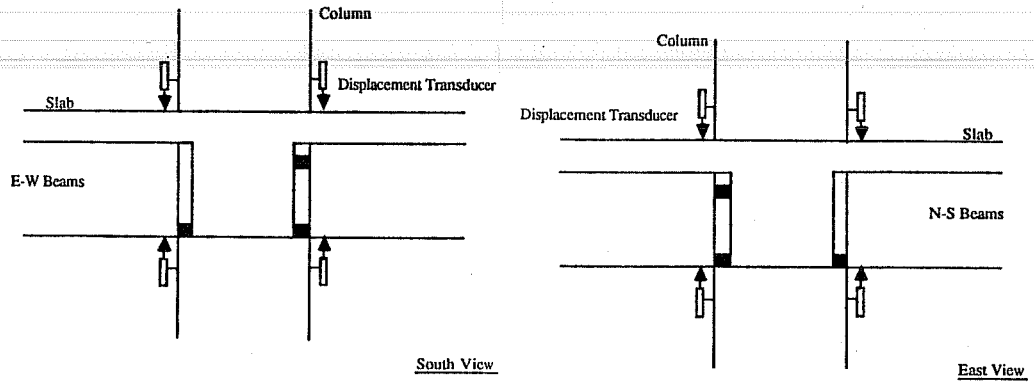 Column
Displacement Transducer
Slab
E-W Beams
South View
Column
Displacement Transducer
Slab
N-S Beams
East View